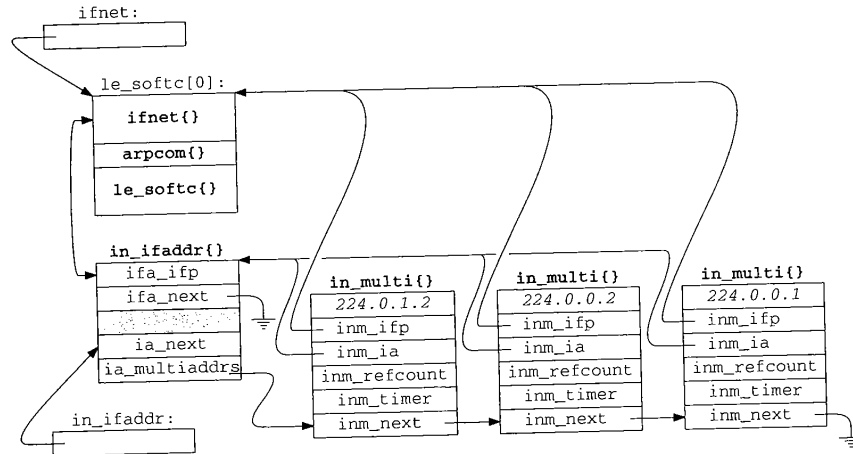 ifnet:
le_softc[0]:
ifnet{}
arpcom{}
le_softc{}
in_ifaddr{}
ifa_ifp
ifa_next
ia_next
ia_multiaddrs
in_ifaddr:
in_multi{}
224.0.1.2
inm_ifp
inm_ia
inm_refcount
inm_timer
inm_next
in_multi{}
224.0.0.2
inm_ifp
inm_ia
inm_refcount
inm_timer
inm_next
in_multi{}
224.0.0.1
inm_ifp
inm_ia
inm_refcount
inm_timer
inm_next